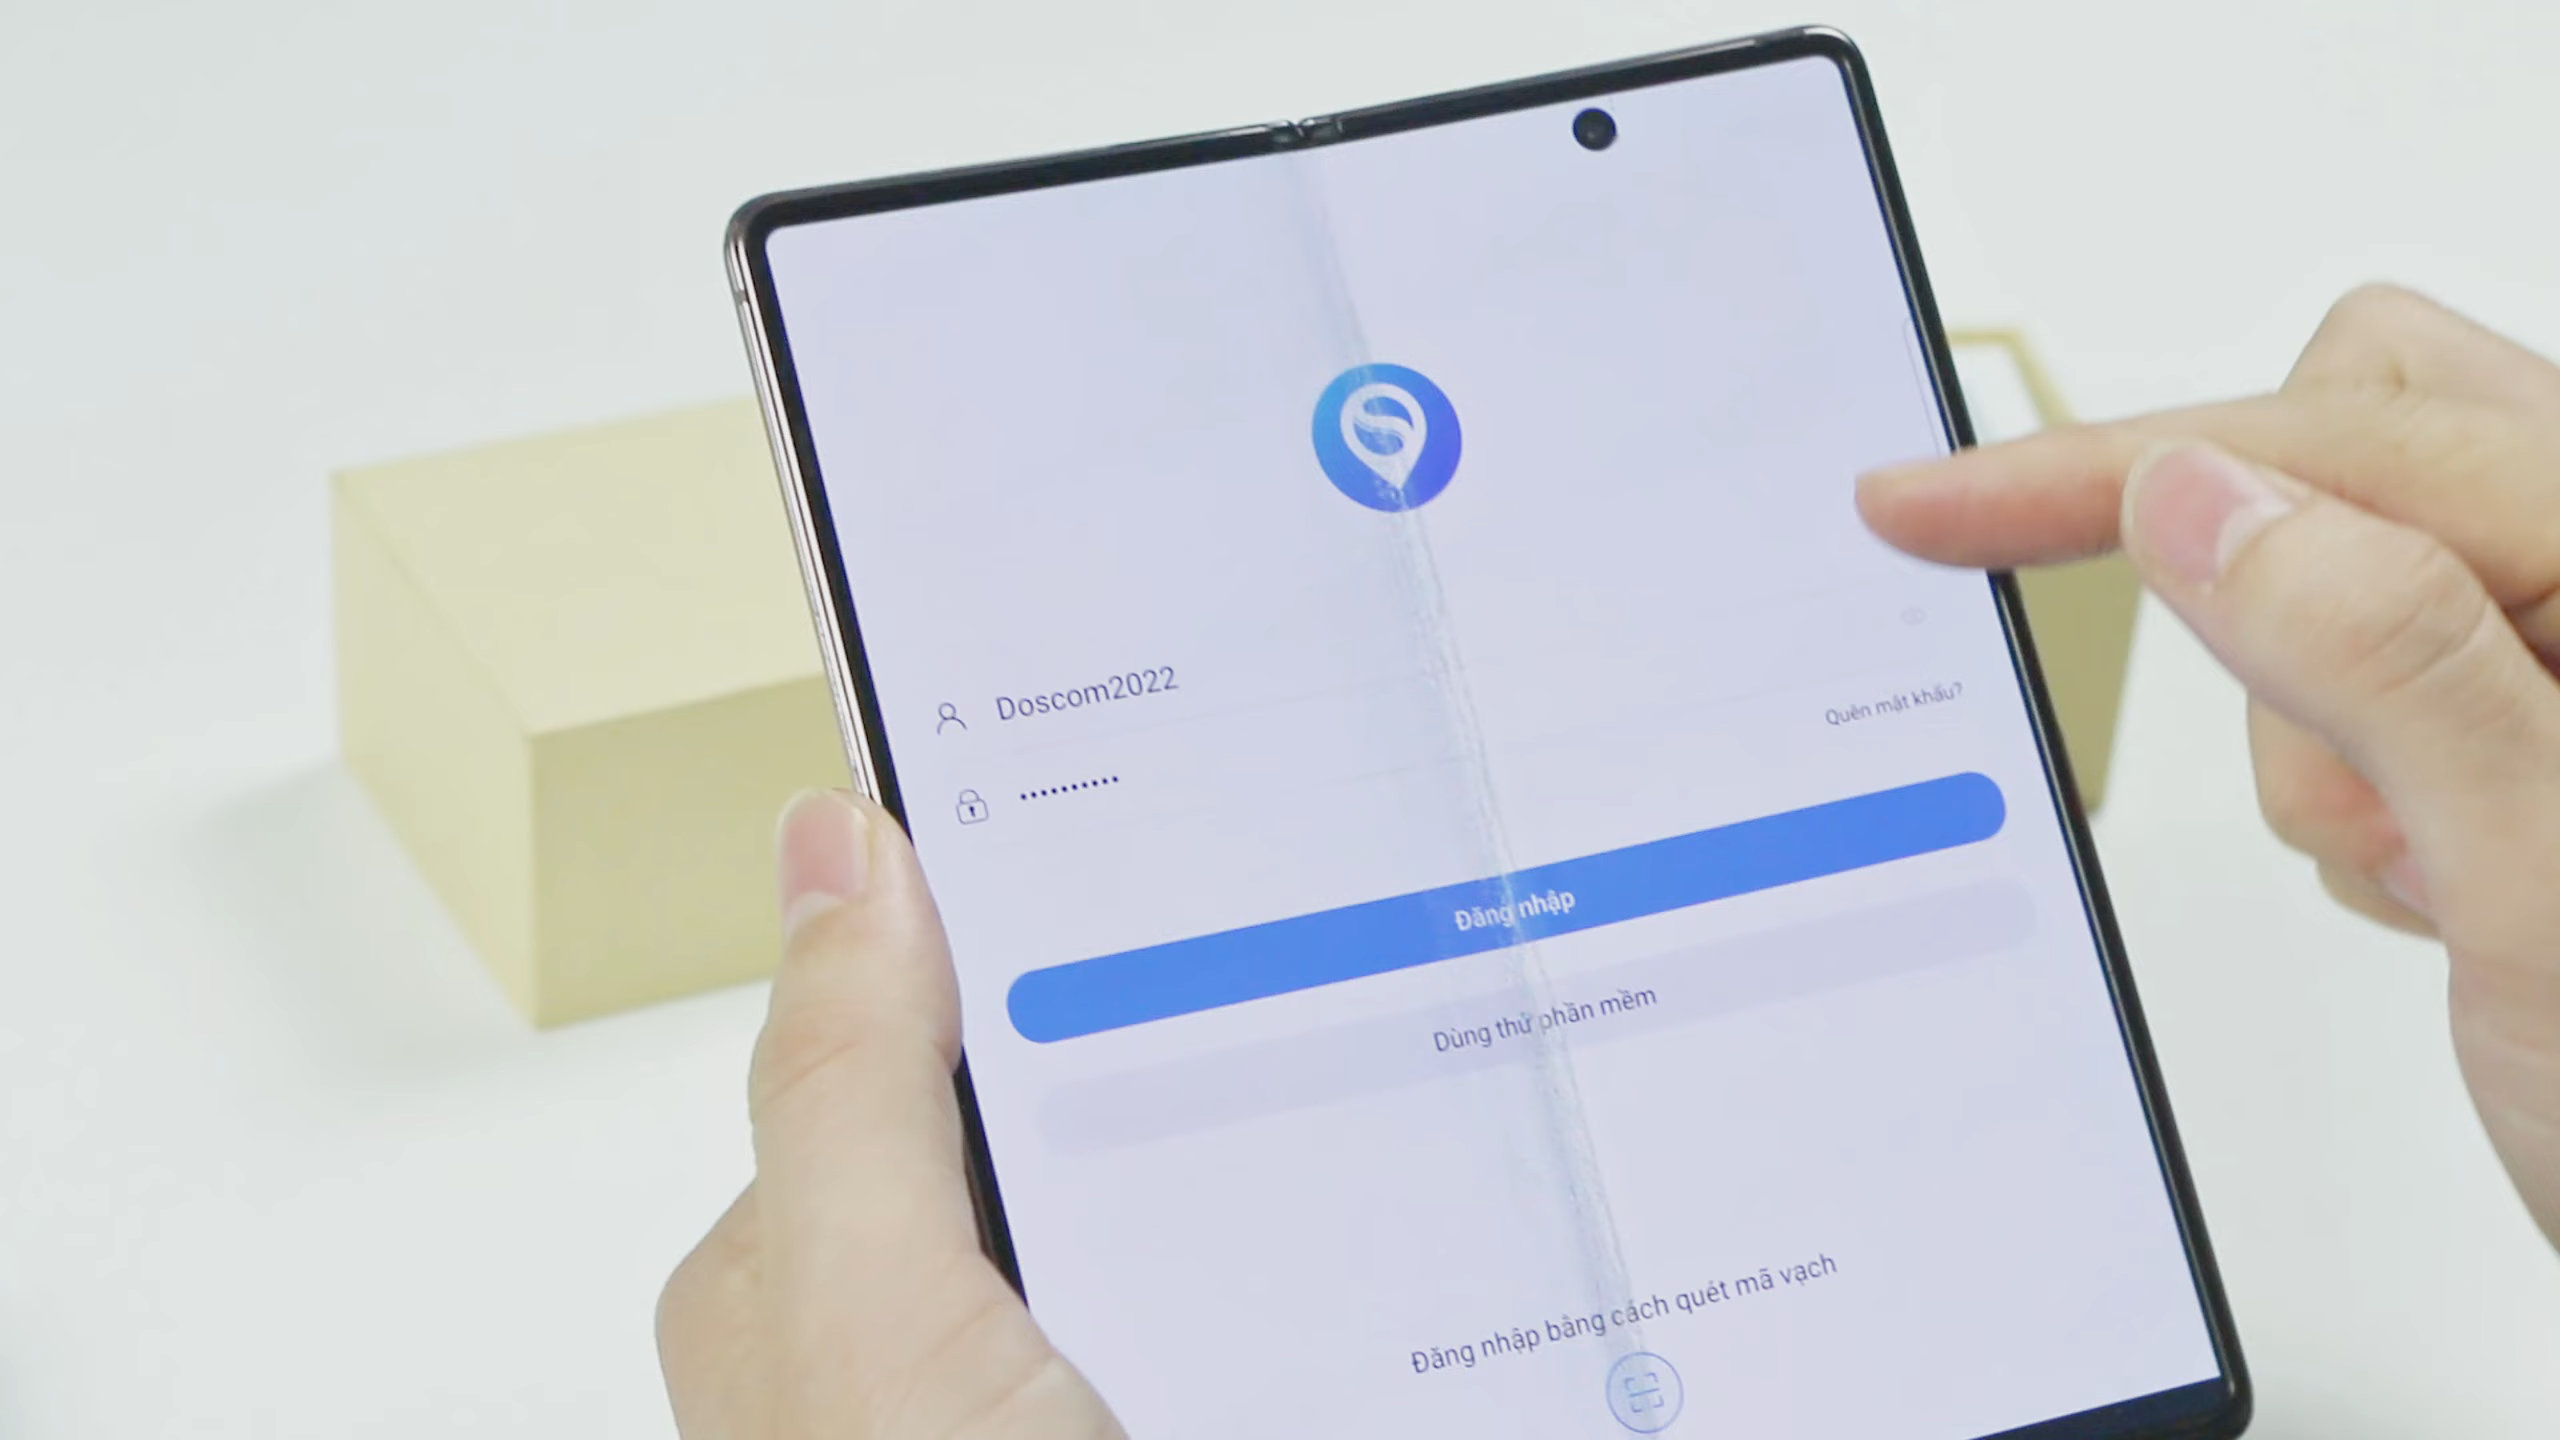 Doscom2022
••••••••••
Quên mật khẩu?
Đăng nhập
Dùng thử phần mềm
Đăng nhập bằng cách quét mã vạch